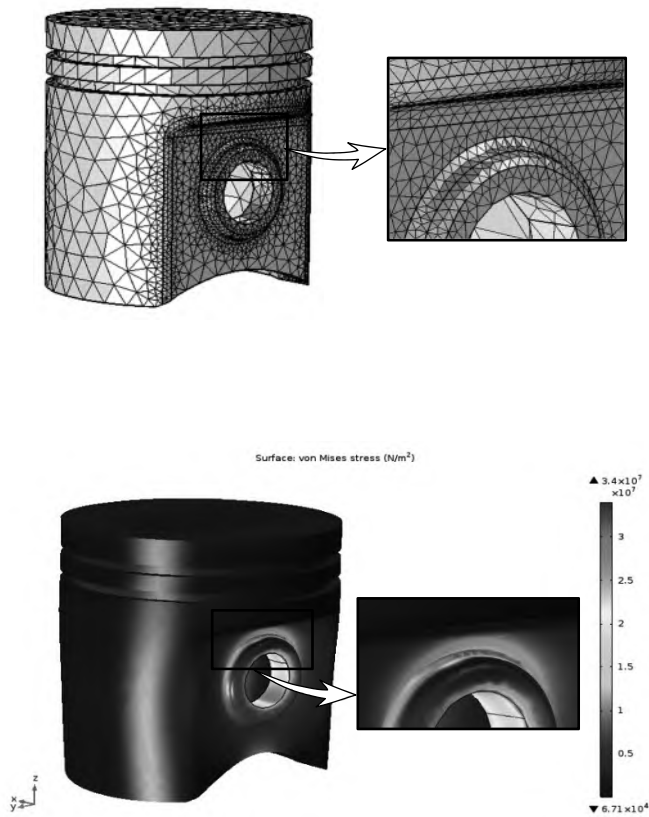 Surface: von Mises stress (N/m²)
▲ 3.4×10⁷
×10⁷
3
2.5
2
1.5
1
0.5
▼ 6.71×10⁴
z
x
y